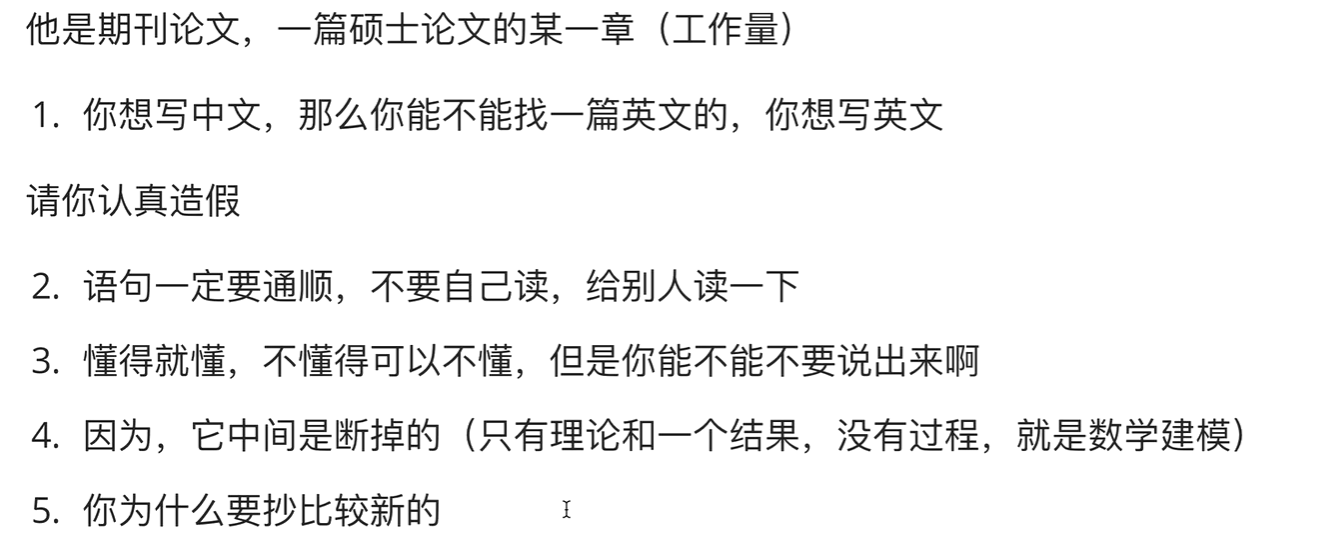 他是期刊论文，一篇硕士论文的某一章（工作量）
1. 你想写中文，那么你能不能找一篇英文的，你想写英文
请你认真造假
2. 语句一定要通顺，不要自己读，给别人读一下
3. 懂得就懂，不懂得可以不懂，但是你能不能不要说出来啊
4. 因为，它中间是断掉的（只有理论和一个结果，没有过程，就是数学建模）
5. 你为什么要抄比较新的